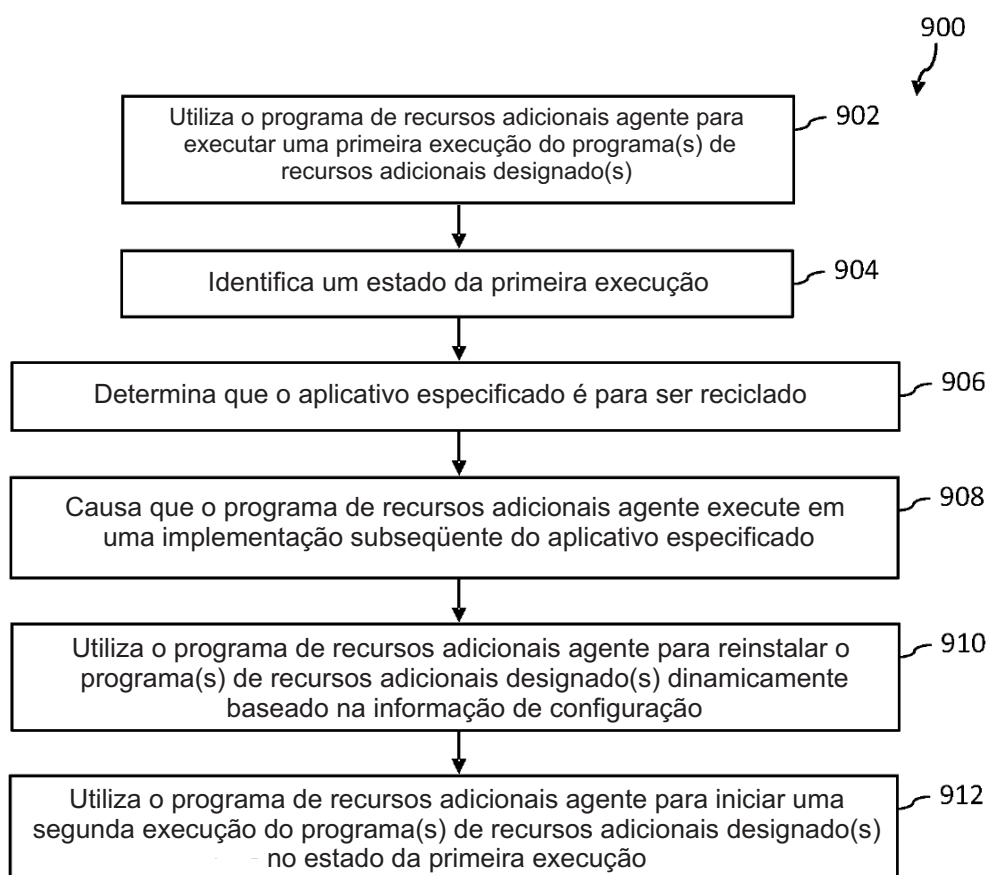 900
Utiliza o programa de recursos adicionais agente para
executar uma primeira execução do programa(s) de
recursos adicionais designado(s)
902
Identifica um estado da primeira execução
904
Determina que o aplicativo especificado é para ser reciclado
906
Causa que o programa de recursos adicionais agente execute em
uma implementação subseqüente do aplicativo especificado
908
Utiliza o programa de recursos adicionais agente para reinstalar o
programa(s) de recursos adicionais designado(s) dinamicamente
baseado na informação de configuração
910
Utiliza o programa de recursos adicionais agente para iniciar uma
segunda execução do programa(s) de recursos adicionais designado(s)
no estado da primeira execução
912